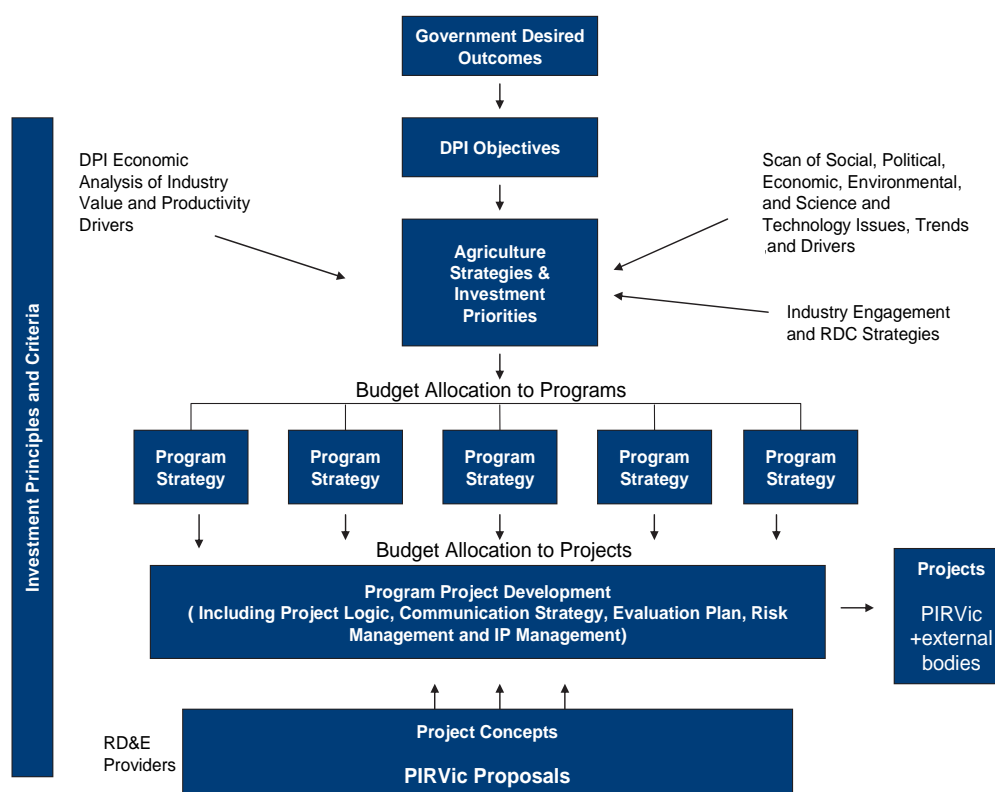 Government Desired
Outcomes
DPI Objectives
DPI Economic
Analysis of Industry
Value and Productivity
Drivers
Scan of Social, Political,
Economic, Environmental,
and Science and
Technology Issues, Trends
,and Drivers
Agriculture
Strategies &
Investment
Priorities
Industry Engagement
and RDC Strategies
Investment Principles and Criteria
Budget Allocation to Programs
Program
Strategy
Program
Strategy
Program
Strategy
Program
Strategy
Program
Strategy
Budget Allocation to Projects
Program Project Development
( Including Project Logic, Communication Strategy, Evaluation Plan, Risk
Management and IP Management)
Projects
PIRVic
+external
bodies
RD&E
Providers
Project Concepts
PIRVic Proposals